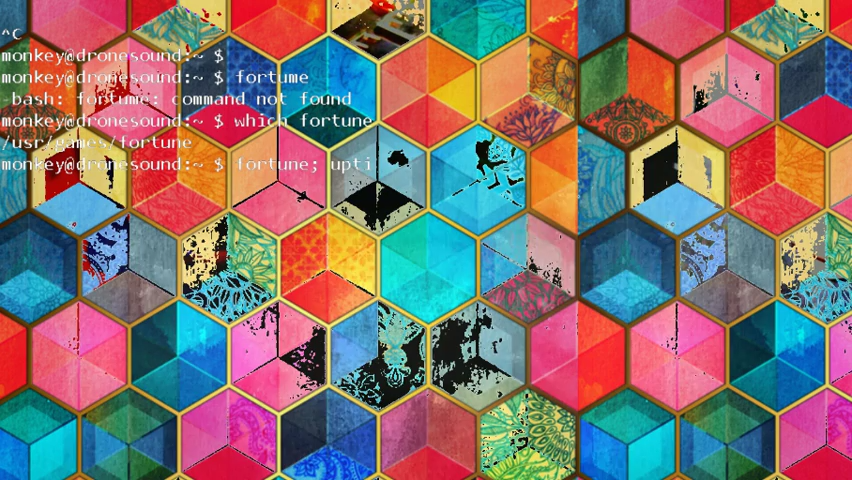 ^C
monkey@dronesound:~ $
monkey@dronesound:~ $ fortume
-bash: fortume: command not found
monkey@dronesound:~ $ which fortune
/usr/games/fortune
monkey@dronesound:~ $ fortune; upti